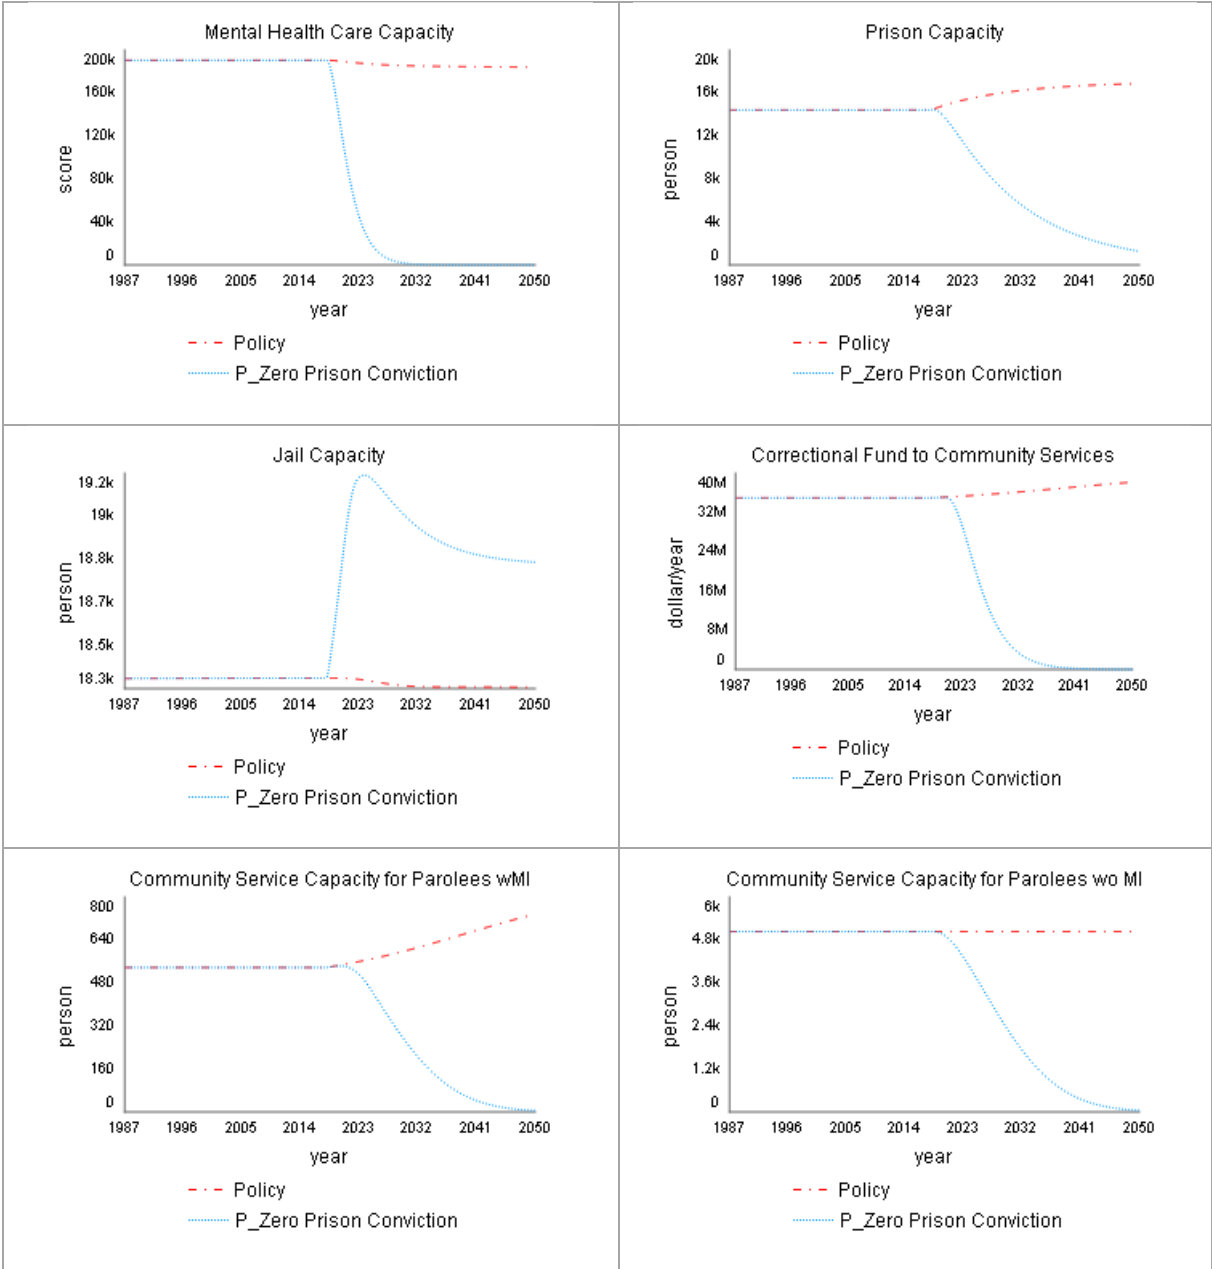 Mental Health Care Capacity
200k
160k
120k
80k
40k
0
score
1987 1996 2005 2014 2023 2032 2041 2050
year
Policy
P_Zero Prison Conviction
Prison Capacity
20k
16k
12k
8k
4k
0
person
1987 1996 2005 2014 2023 2032 2041 2050
year
Policy
P_Zero Prison Conviction
Jail Capacity
19.2k
19k
18.8k
18.7k
18.5k
18.3k
person
1987 1996 2005 2014 2023 2032 2041 2050
year
Policy
P_Zero Prison Conviction
Correctional Fund to Community Services
40M
32M
24M
16M
8M
0
dollar/year
1987 1996 2005 2014 2023 2032 2041 2050
year
Policy
P_Zero Prison Conviction
Community Service Capacity for Parolees wMI
800
640
480
320
160
0
person
1987 1996 2005 2014 2023 2032 2041 2050
year
Policy
P_Zero Prison Conviction
Community Service Capacity for Parolees wo MI
6k
4.8k
3.6k
2.4k
1.2k
0
person
1987 1996 2005 2014 2023 2032 2041 2050
year
Policy
P_Zero Prison Conviction